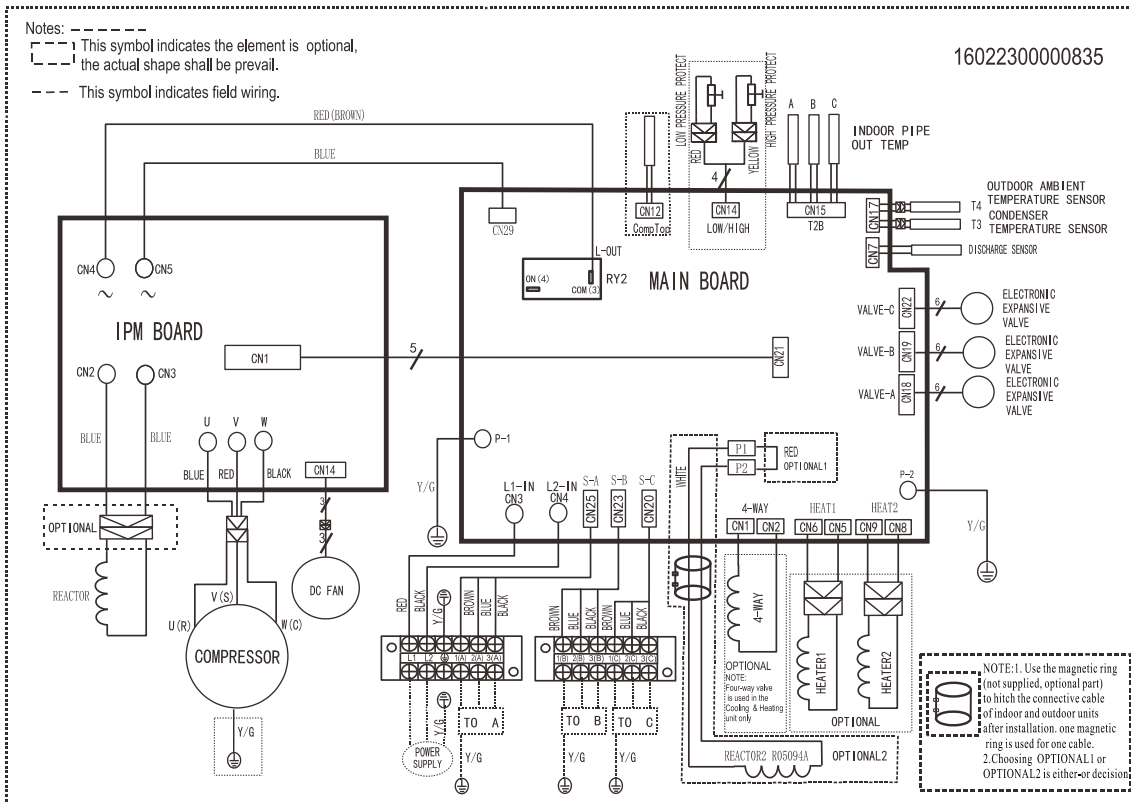 Notes:
This symbol indicates the element is optional,
the actual shape shall be prevail.
This symbol indicates field wiring.
16022300000835
RED(BROWN)
BLUE
LOW PRESSURE PROTECT
HIGH PRESSURE PROTECT
RED
YELLOW
4
A B C
INDOOR PIPE
OUT TEMP
CN12
CompTop
CN14
LOW/HIGH
CN15
T2B
CN17
T4
OUTDOOR AMBIENT
TEMPERATURE SENSOR
T3
CONDENSER
TEMPERATURE SENSOR
CN7
DISCHARGE SENSOR
CN29
L-OUT
ON(4)
COM(3)
RY2
MAIN BOARD
CN4
CN5
~
~
IPM BOARD
CN1
5
CN21
CN2
CN3
VALVE-C
CN22
6
ELECTRONIC
EXPANSIVE
VALVE
VALVE-B
CN19
6
ELECTRONIC
EXPANSIVE
VALVE
VALVE-A
CN18
6
ELECTRONIC
EXPANSIVE
VALVE
U V W
BLUE
BLUE
BLUE
RED
BLACK
CN14
3
3
P-1
Y/G
P1
P2
RED
OPTIONAL1
WHITE
P-2
Y/G
L1-IN
CN3
L2-IN
CN4
S-A
CN25
S-B
CN23
S-C
CN20
4-WAY
CN1
CN2
HEAT1
CN6
CN5
HEAT2
CN9
CN8
OPTIONAL
REACTOR
DC FAN
V(S)
U(R)
W(C)
COMPRESSOR
Y/G
RED
BLACK
Y/G
BROWN
BLUE
BLACK
L1 L2 1(A) 2(A) 3(A)
BROWN
BLUE
BLACK
BROWN
BLUE
BLACK
1(B) 2(B) 3(B) 1(C) 2(C) 3(C)
Y/G
POWER
SUPPLY
TO A
Y/G
TO B
Y/G
TO C
Y/G
4-WAY
OPTIONAL
NOTE:
Four-way valve
is used in the
Cooling & Heating
unit only
HEATER1
HEATER2
OPTIONAL
REACTOR2 R05094A
OPTIONAL2
NOTE:1. Use the magnetic ring
(not supplied, optional part)
to hitch the connective cable
of indoor and outdoor units
after installation. one magnetic
ring is used for one cable.
2.Choosing OPTIONAL1 or
OPTIONAL2 is either-or decision